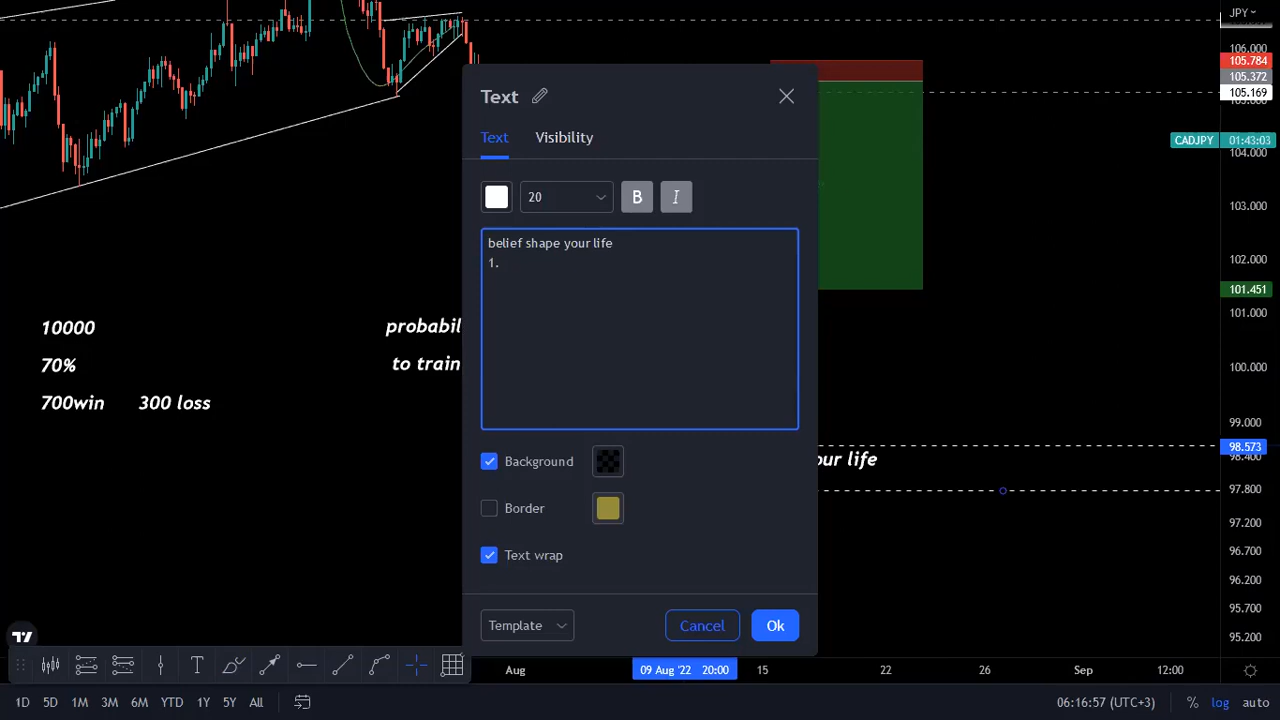 JPY
106.000
105.784
105.372
105.169
CADJPY 01:43:03
104.000
103.000
102.000
101.451
101.000
100.000
99.000
98.573
98.400
97.800
97.200
96.700
96.200
95.700
95.200
Text
Text Visibility
20 B I
belief shape your life
1.
10000
70%
700win 300 loss
probabil
to train
our life
Background
Border
Text wrap
Template Cancel Ok
Aug 09 Aug '22 20:00 15 22 26 Sep 12:00
1D 5D 1M 3M 6M YTD 1Y 5Y All 06:16:57 (UTC+3) % log auto